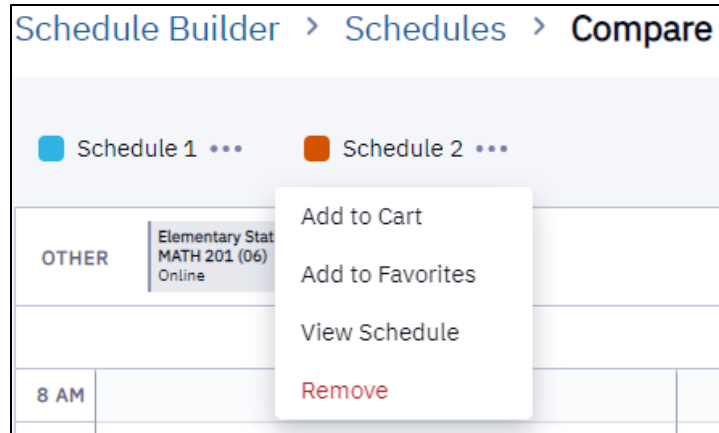 Schedule Builder > Schedules > Compare
Schedule 1 •••
Schedule 2 •••
Add to Cart
Add to Favorites
View Schedule
Remove
OTHER
Elementary Stat
MATH 201 (06)
Online
8 AM